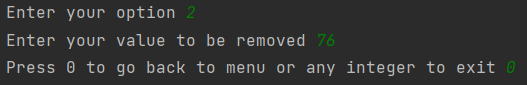 Enter your option 2
Enter your value to be removed 76
Press 0 to go back to menu or any integer to exit 0